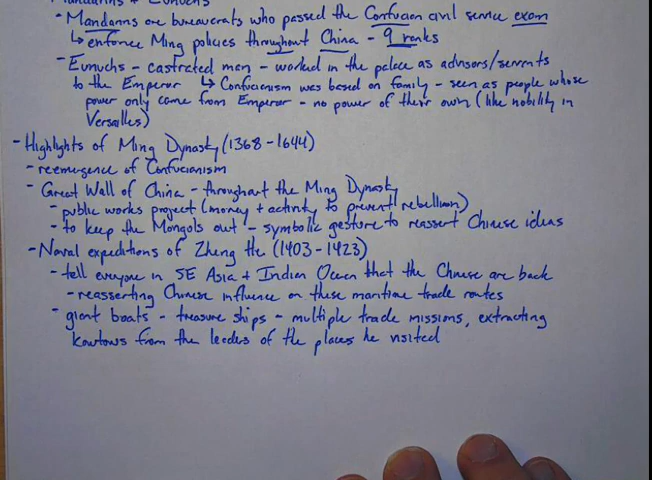 Mandarins + Eunuchs
- Mandarins are bureaucrats who passed the Confucian civil service exam
↳ enforce Ming policies throughout China - 9 ranks
- Eunuchs - castrated men - worked in the palace as advisors/servants
to the Emperor ↳ Confucianism was based on family - seen as people whose
power only came from Emperor - no power of their own (like nobility in
Versailles)
- Highlights of Ming Dynasty (1368-1644)
- reemergence of Confucianism
- Great Wall of China - throughout the Ming Dynasty
- public works project (money + activity to prevent rebellion)
- to keep the Mongols out - symbolic gesture to reassert Chinese ideas
- Naval expeditions of Zheng He (1403-1423)
- tell everyone in SE Asia + Indian Ocean that the Chinese are back
- reasserting Chinese influence on these maritime trade routes
- giant boats - treasure ships - multiple trade missions, extracting
kowtows from the leaders of the places he visited